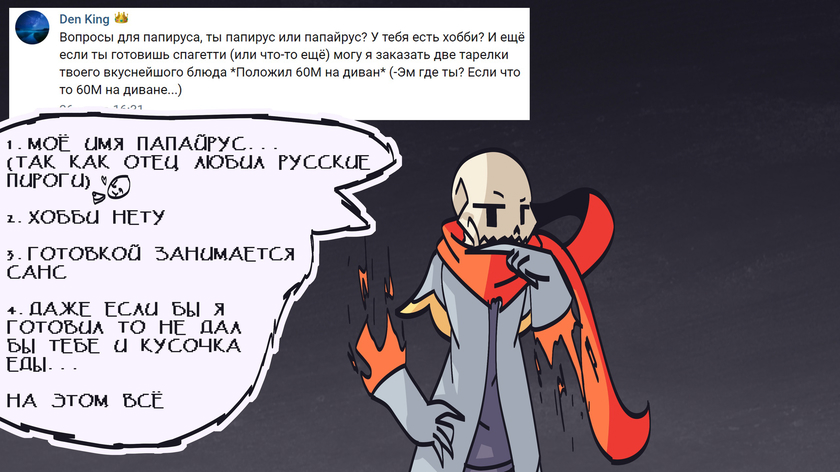 Den King
Вопросы для папируса, ты папирус или папайрус? У тебя есть хобби? И ещё
если ты готовишь спагетти (или что-то ещё) могу я заказать две тарелки
твоего вкуснейшого блюда *Положил 60М на диван* (-Эм где ты? Если что
то 60М на диване...)
1. МОЁ ИМЯ ПАПАЙРУС...
(ТАК КАК ОТЕЦ ЛЮБИЛ РУССКИЕ
ПИРОГИ)
2. ХОББИ НЕТУ
3. ГОТОВКОЙ ЗАНИМАЕТСЯ
САНС
4. ДАЖЕ ЕСЛИ БЫ Я
ГОТОВИЛ ТО НЕ ДАЛ
БЫ ТЕБЕ И КУСОЧКА
ЕДЫ...
НА ЭТОМ ВСЁ